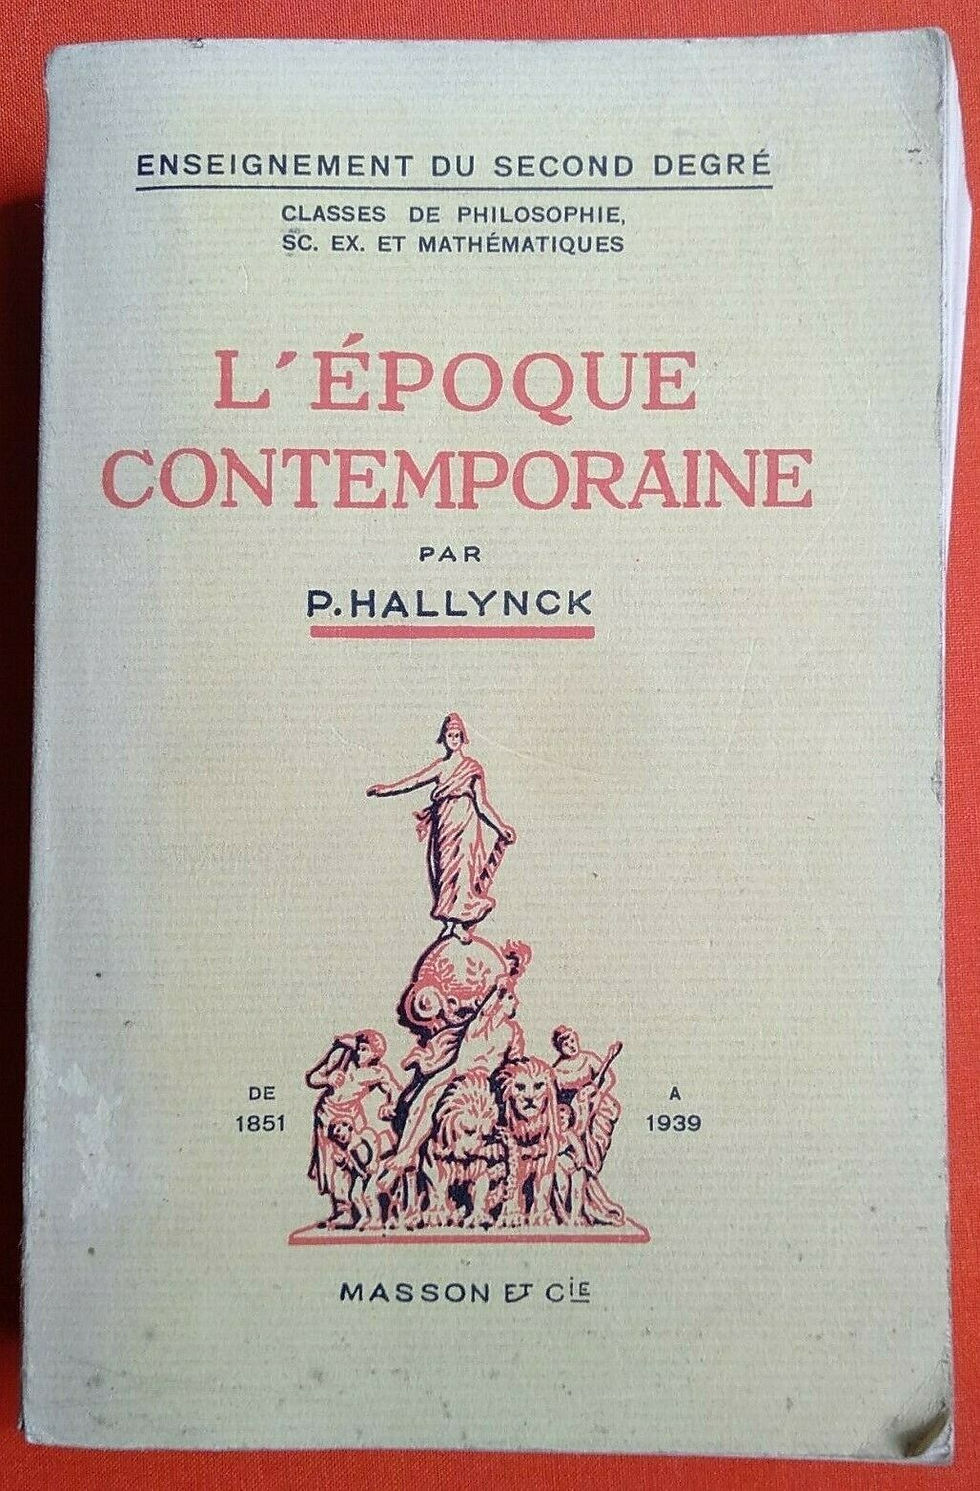 ENSEIGNEMENT DU SECOND DEGRÉ
CLASSES DE PHILOSOPHIE,
SC. EX. ET MATHÉMATIQUES
L'ÉPOQUE
CONTEMPORAINE
PAR
P. HALLYNCK
DE
1851
A
1939
MASSON ET CIE